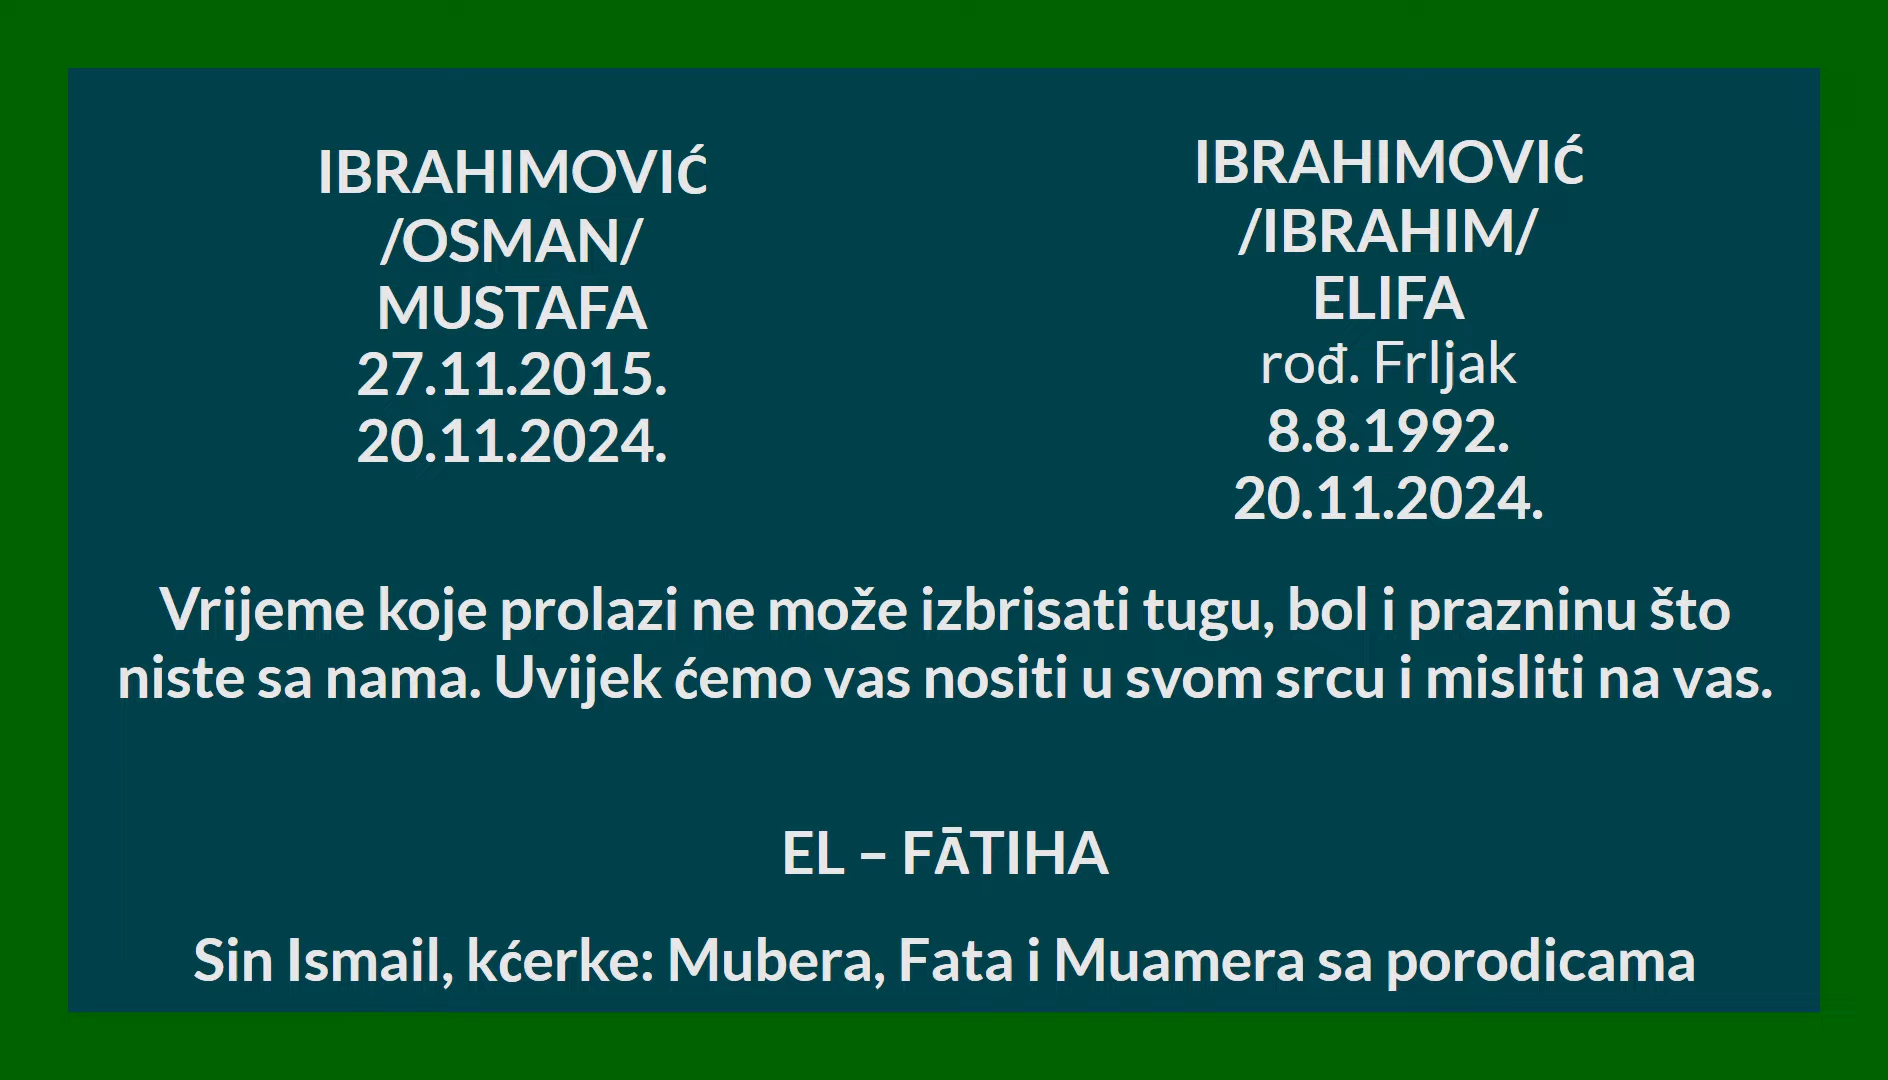 IBRAHIMOVIĆ
/OSMAN/
MUSTAFA
27.11.2015.
20.11.2024.
IBRAHIMOVIĆ
/IBRAHIM/
ELIFA
rođ. Frljak
8.8.1992.
20.11.2024.
Vrijeme koje prolazi ne može izbrisati tugu, bol i prazninu što
niste sa nama. Uvijek ćemo vas nositi u svom srcu i misliti na vas.
EL – FĀTIHA
Sin Ismail, kćerke: Mubera, Fata i Muamera sa porodicama